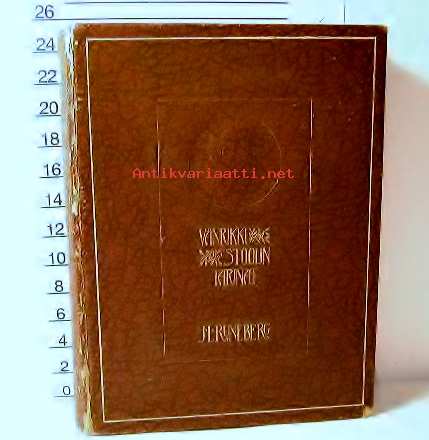 26
24
22
20
18
16
14
12
10
8
6
4
2
0
Antikvariaatti.net
VÄNRIKKI
STOOLIN
TARINAT
J.L.RUNEBERG